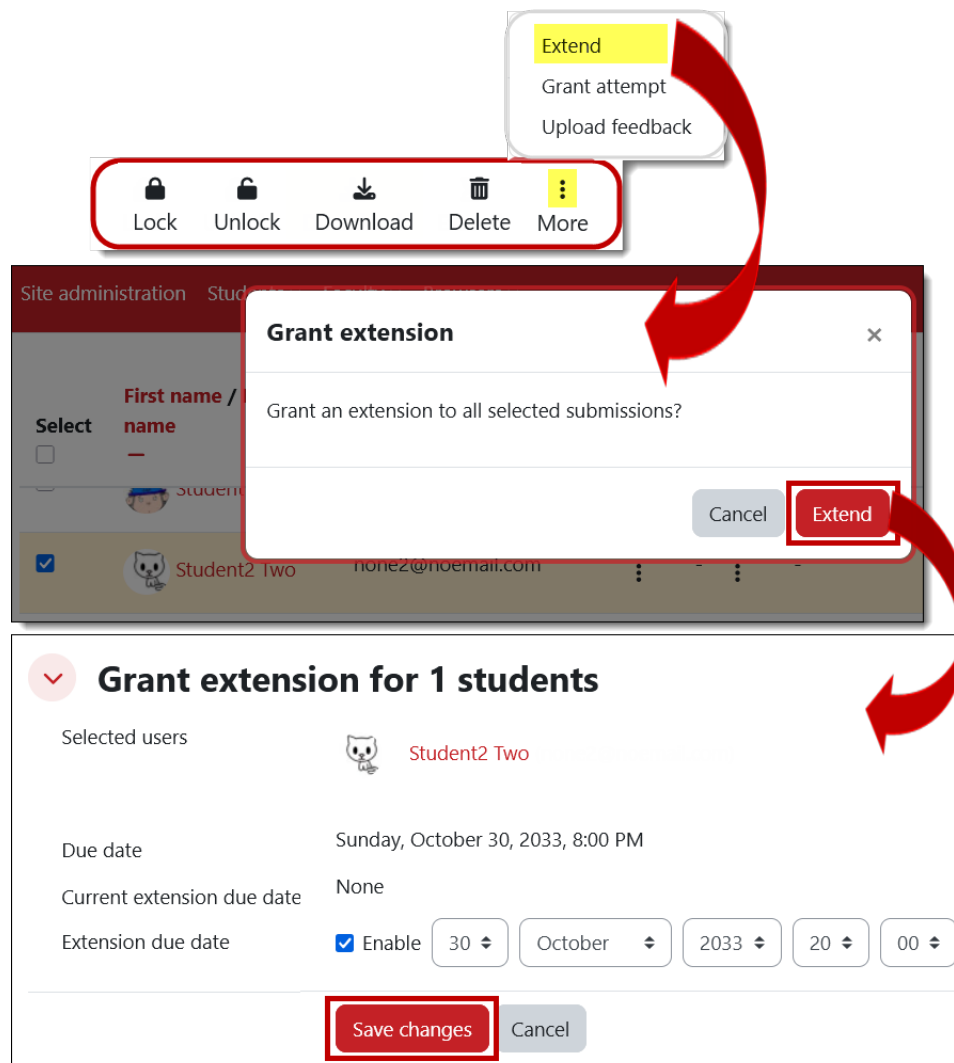 Extend
Grant attempt
Upload feedback
Lock Unlock Download Delete More
Site administration
Grant extension ×
First name /
Select name
Grant an extension to all selected submissions?
Cancel Extend
Student2 Two none2@noemail.com - -
Grant extension for 1 students
Selected users
Student2 Two
Due date Sunday, October 30, 2033, 8:00 PM
Current extension due date None
Extension due date Enable 30 October 2033 20 00
Save changes Cancel